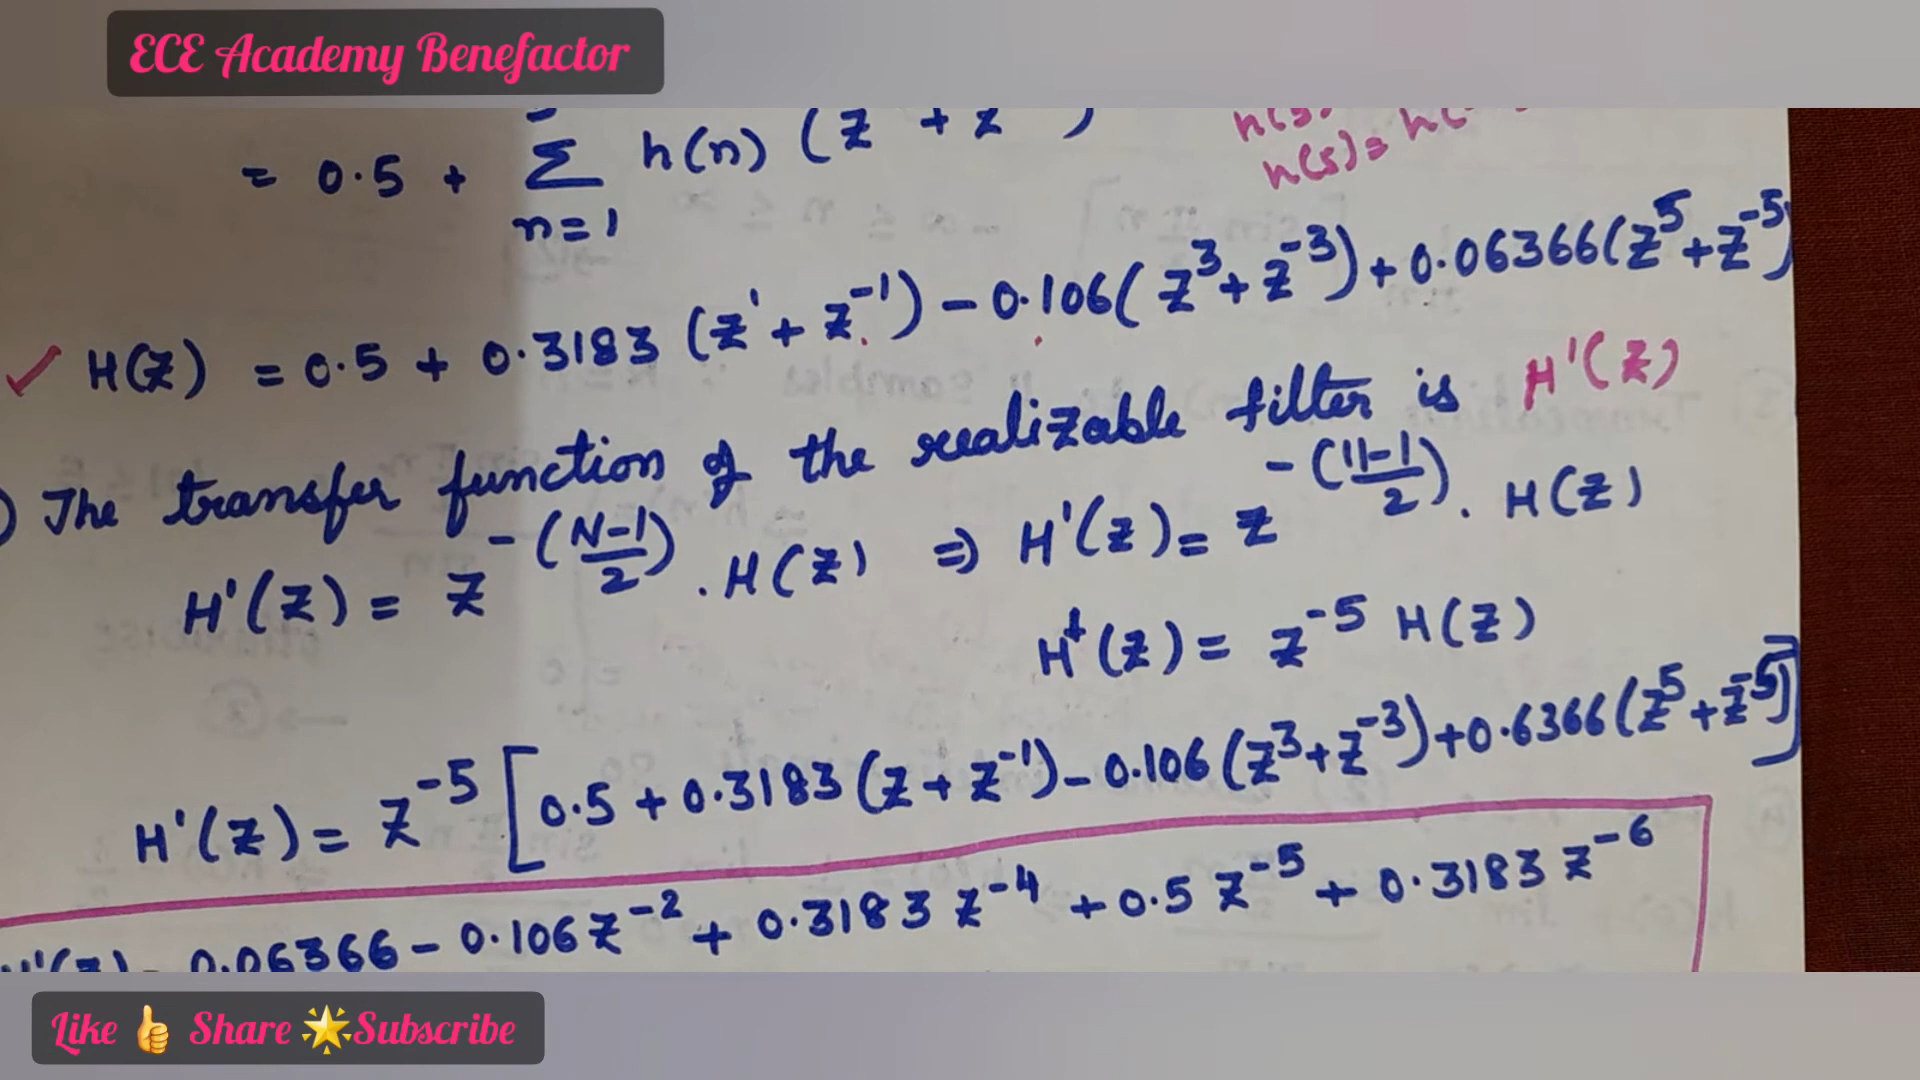 ECE Academy Benefactor
= 0.5 + Σ h(n) (z + z )
n=1
h(5)=
✓ H(z) = 0.5 + 0.3183 (z¹ + z⁻¹) - 0.106( z³ + z⁻³) + 0.06366(z⁵ + z⁻⁵)
) The transfer function of the realizable filter is H'(z)
H'(z) = z^-(N-1/2) . H(z) ⇒ H'(z) = z^-(11-1/2) . H(z)
H'(z) = z⁻⁵ H(z)
H'(z) = z⁻⁵ [0.5 + 0.3183 (z + z⁻¹) - 0.106 (z³ + z⁻³) + 0.6366 (z⁵ + z⁻⁵)]
H'(z) = 0.06366 - 0.106 z⁻² + 0.3183 z⁻⁴ + 0.5 z⁻⁵ + 0.3183 z⁻⁶
Like 👍 Share 🌟Subscribe